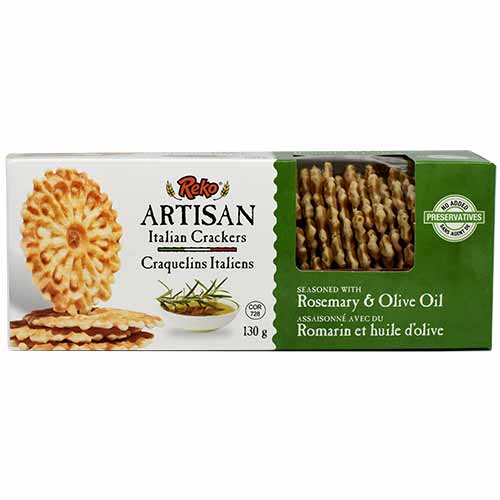 Reko
ARTISAN
Italian Crackers
Craquelins Italiens
COR
728
130 g
NO ADDED
PRESERVATIVES
SANS AGENT DE
SEASONED WITH
Rosemary & Olive Oil
ASSAISONNÉ AVEC DU
Romarin et huile d'olive